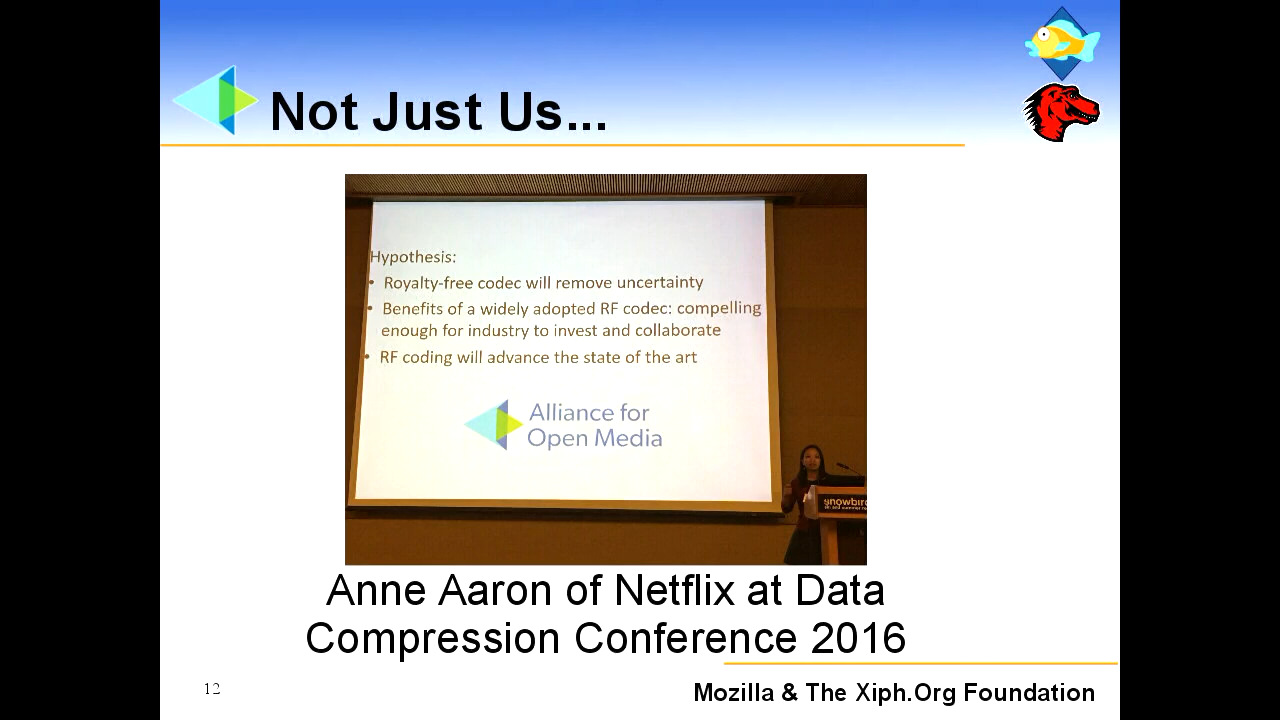 Not Just Us...
Hypothesis:
• Royalty-free codec will remove uncertainty
• Benefits of a widely adopted RF codec: compelling
enough for industry to invest and collaborate
• RF coding will advance the state of the art
Alliance for
Open Media
snowbird
Anne Aaron of Netflix at Data
Compression Conference 2016
12
Mozilla & The Xiph.Org Foundation